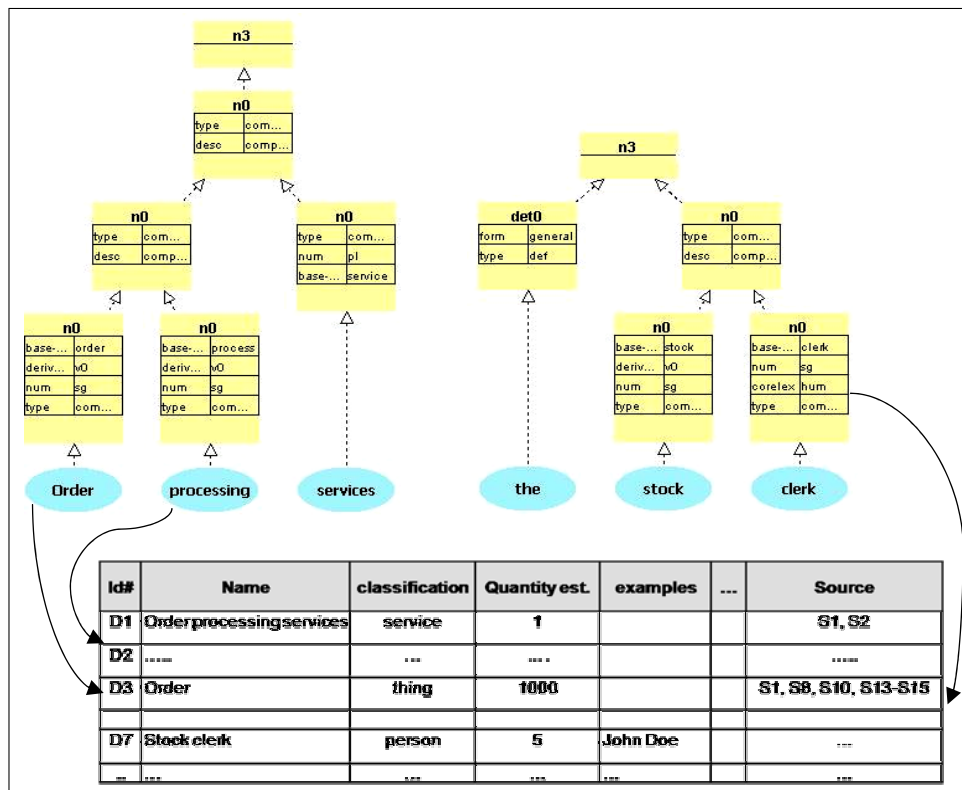 n3
n0
type com...
desc comp...
n3
n0
type com...
desc comp...
n0
type com...
num pl
base-... service
det0
form general
type def
n0
type com...
desc comp...
n0
base-... order
deriv... v0
num sg
type com...
n0
base-... process
deriv... v0
num sg
type com...
n0
base-... stock
deriv... v0
num sg
type com...
n0
base-... clerk
num sg
corelex hum
type com...
Order processing services the stock clerk
Id# Name classification Quantity est. examples ... Source
D1 Order processing services service 1 S1, S2
D2 ..... ... .... .....
D3 Order thing 1000 S1, S8, S10, S13-S15
D7 Stock clerk person 5 John Doe ...
.. ... ... ... ... ...